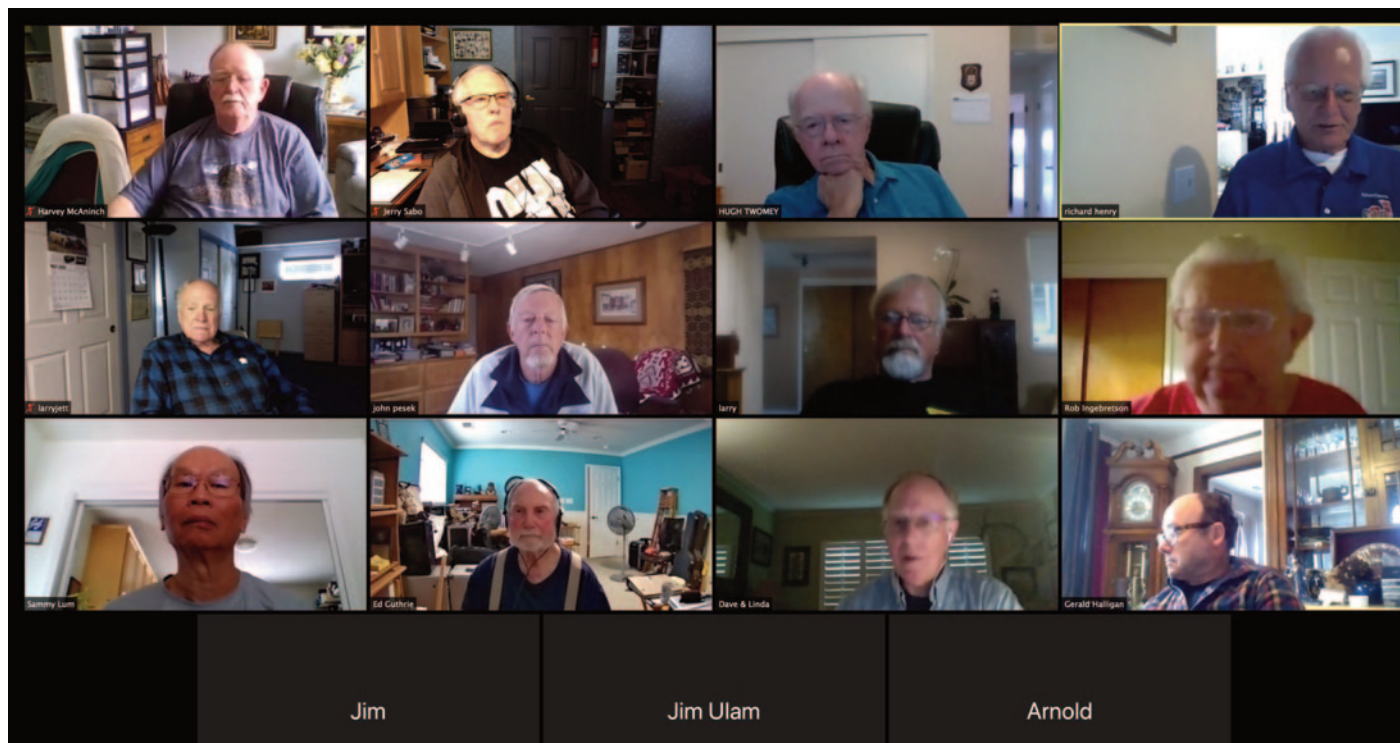 Harvey McAninch
Jerry Sabo
HUGH TWOMEY
richard henry
larryjett
john pesek
larry
Rob Ingebretson
Sammy Lum
Ed Guthrie
Dave & Linda
Gerald Halligan
Jim
Jim Ulam
Arnold